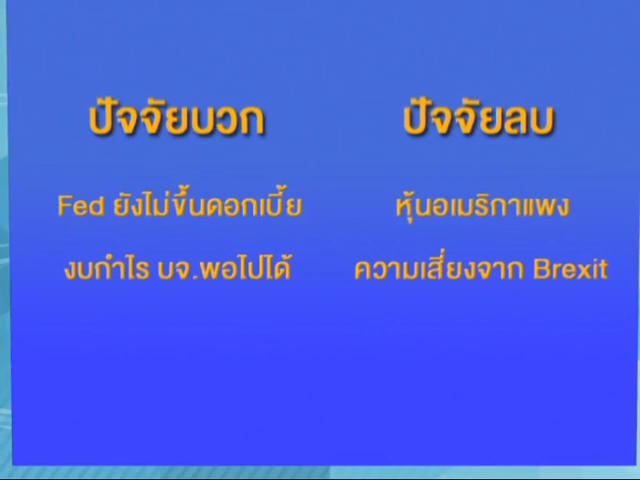 ปัจจัยบวก
Fed ยังไม่ขึ้นดอกเบี้ย
งบกำไร บจ.พอไปได้
ปัจจัยลบ
หุ้นอเมริกาแพง
ความเสี่ยงจาก Brexit